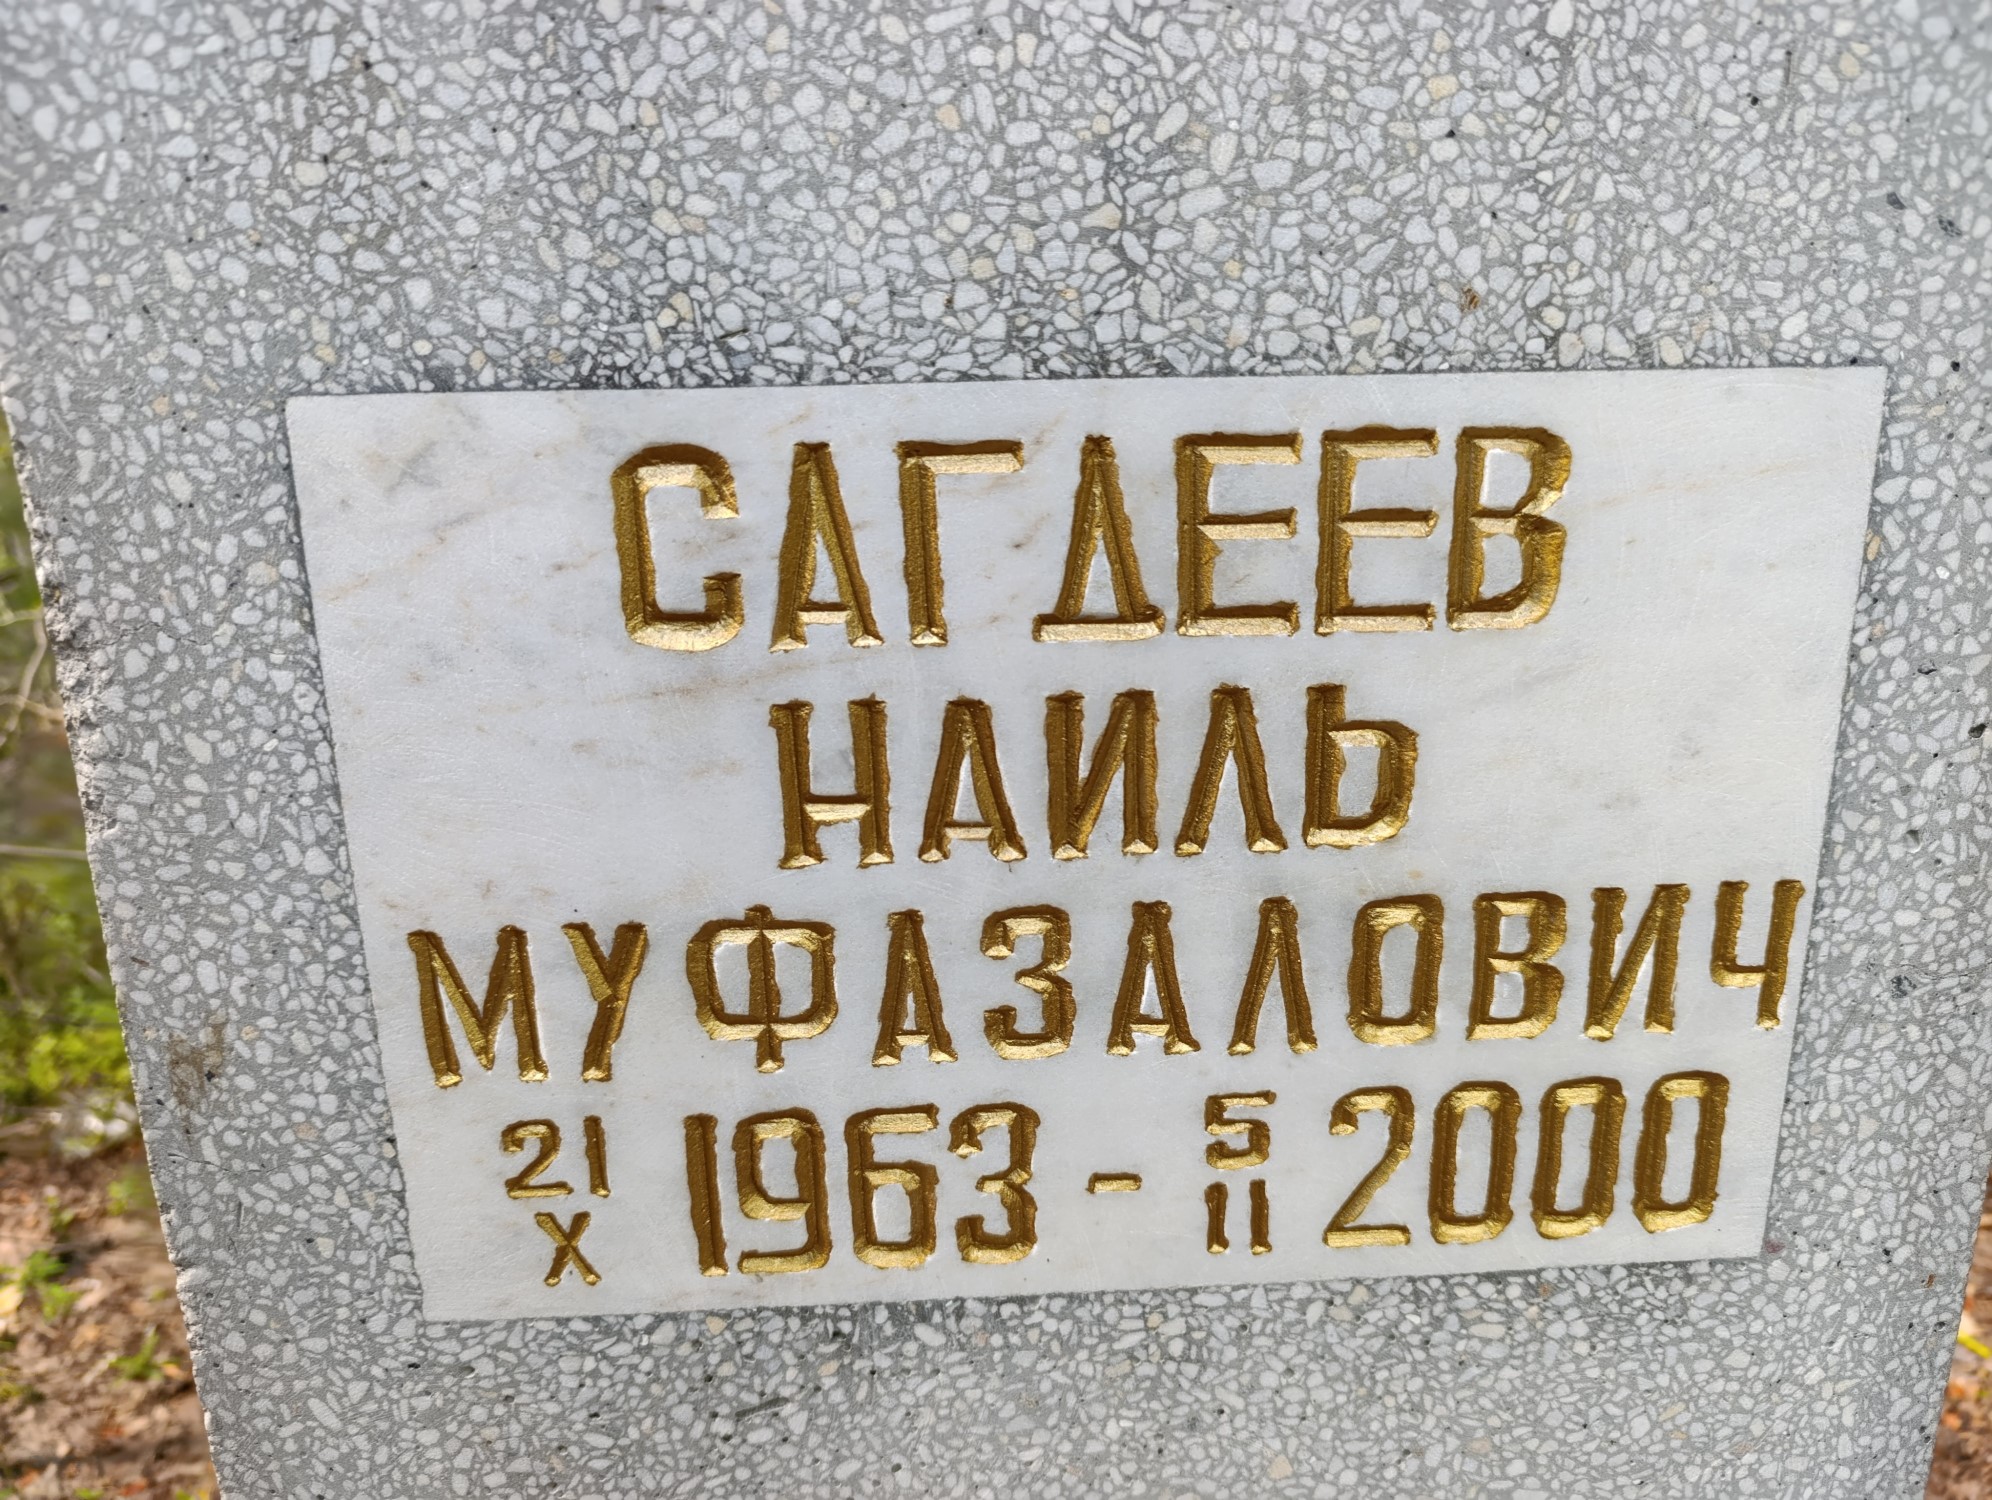 САГДЕЕВ
НАИЛЬ
МУФАЗАЛОВИЧ
21/X 1963 - 5/II 2000